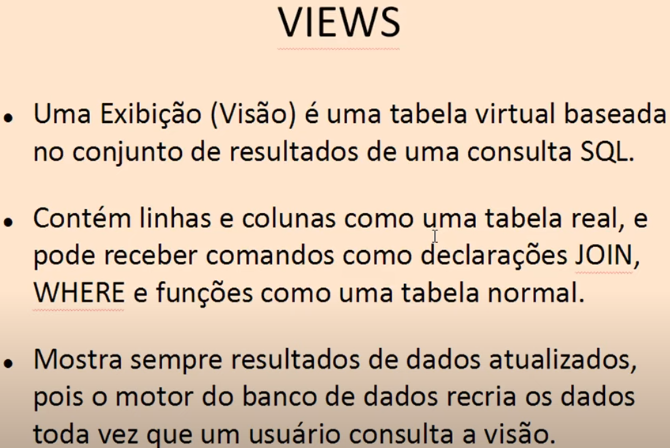 VIEWS
• Uma Exibição (Visão) é uma tabela virtual baseada
no conjunto de resultados de uma consulta SQL.
• Contém linhas e colunas como uma tabela real, e
pode receber comandos como declarações JOIN,
WHERE e funções como uma tabela normal.
• Mostra sempre resultados de dados atualizados,
pois o motor do banco de dados recria os dados
toda vez que um usuário consulta a visão.